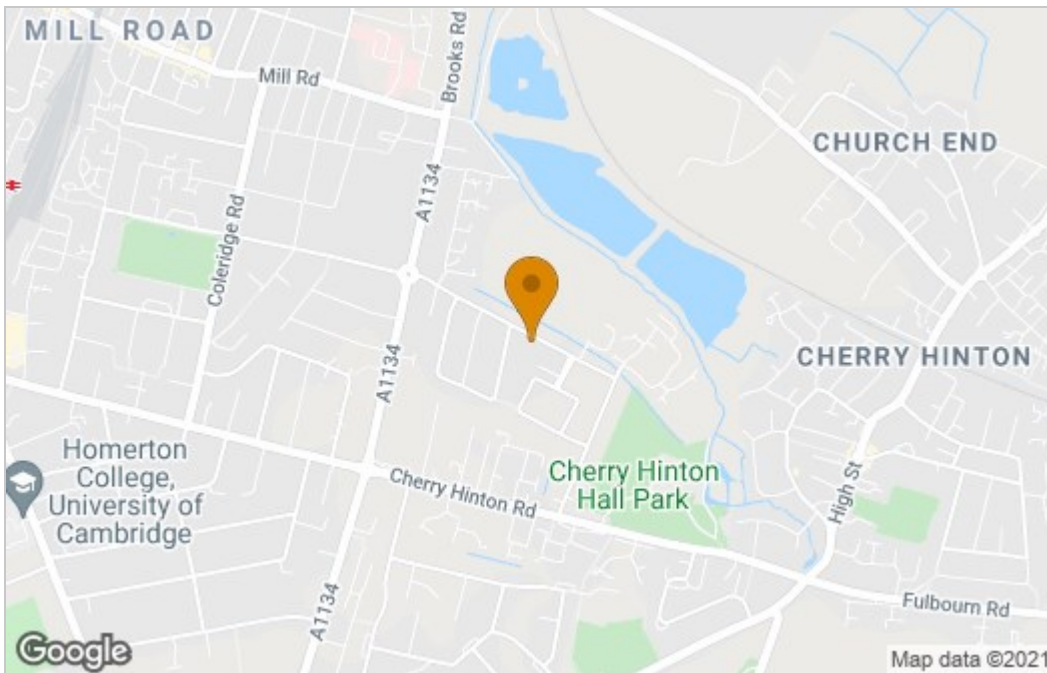 MILL ROAD
Mill Rd
Brooks Rd
A1134
Coleridge Rd
CHURCH END
CHERRY HINTON
A1134
Homerton
College,
University of
Cambridge
Cherry Hinton
Hall Park
Cherry Hinton Rd
High St
A1134
Fulbourn Rd
Google
Map data ©2021